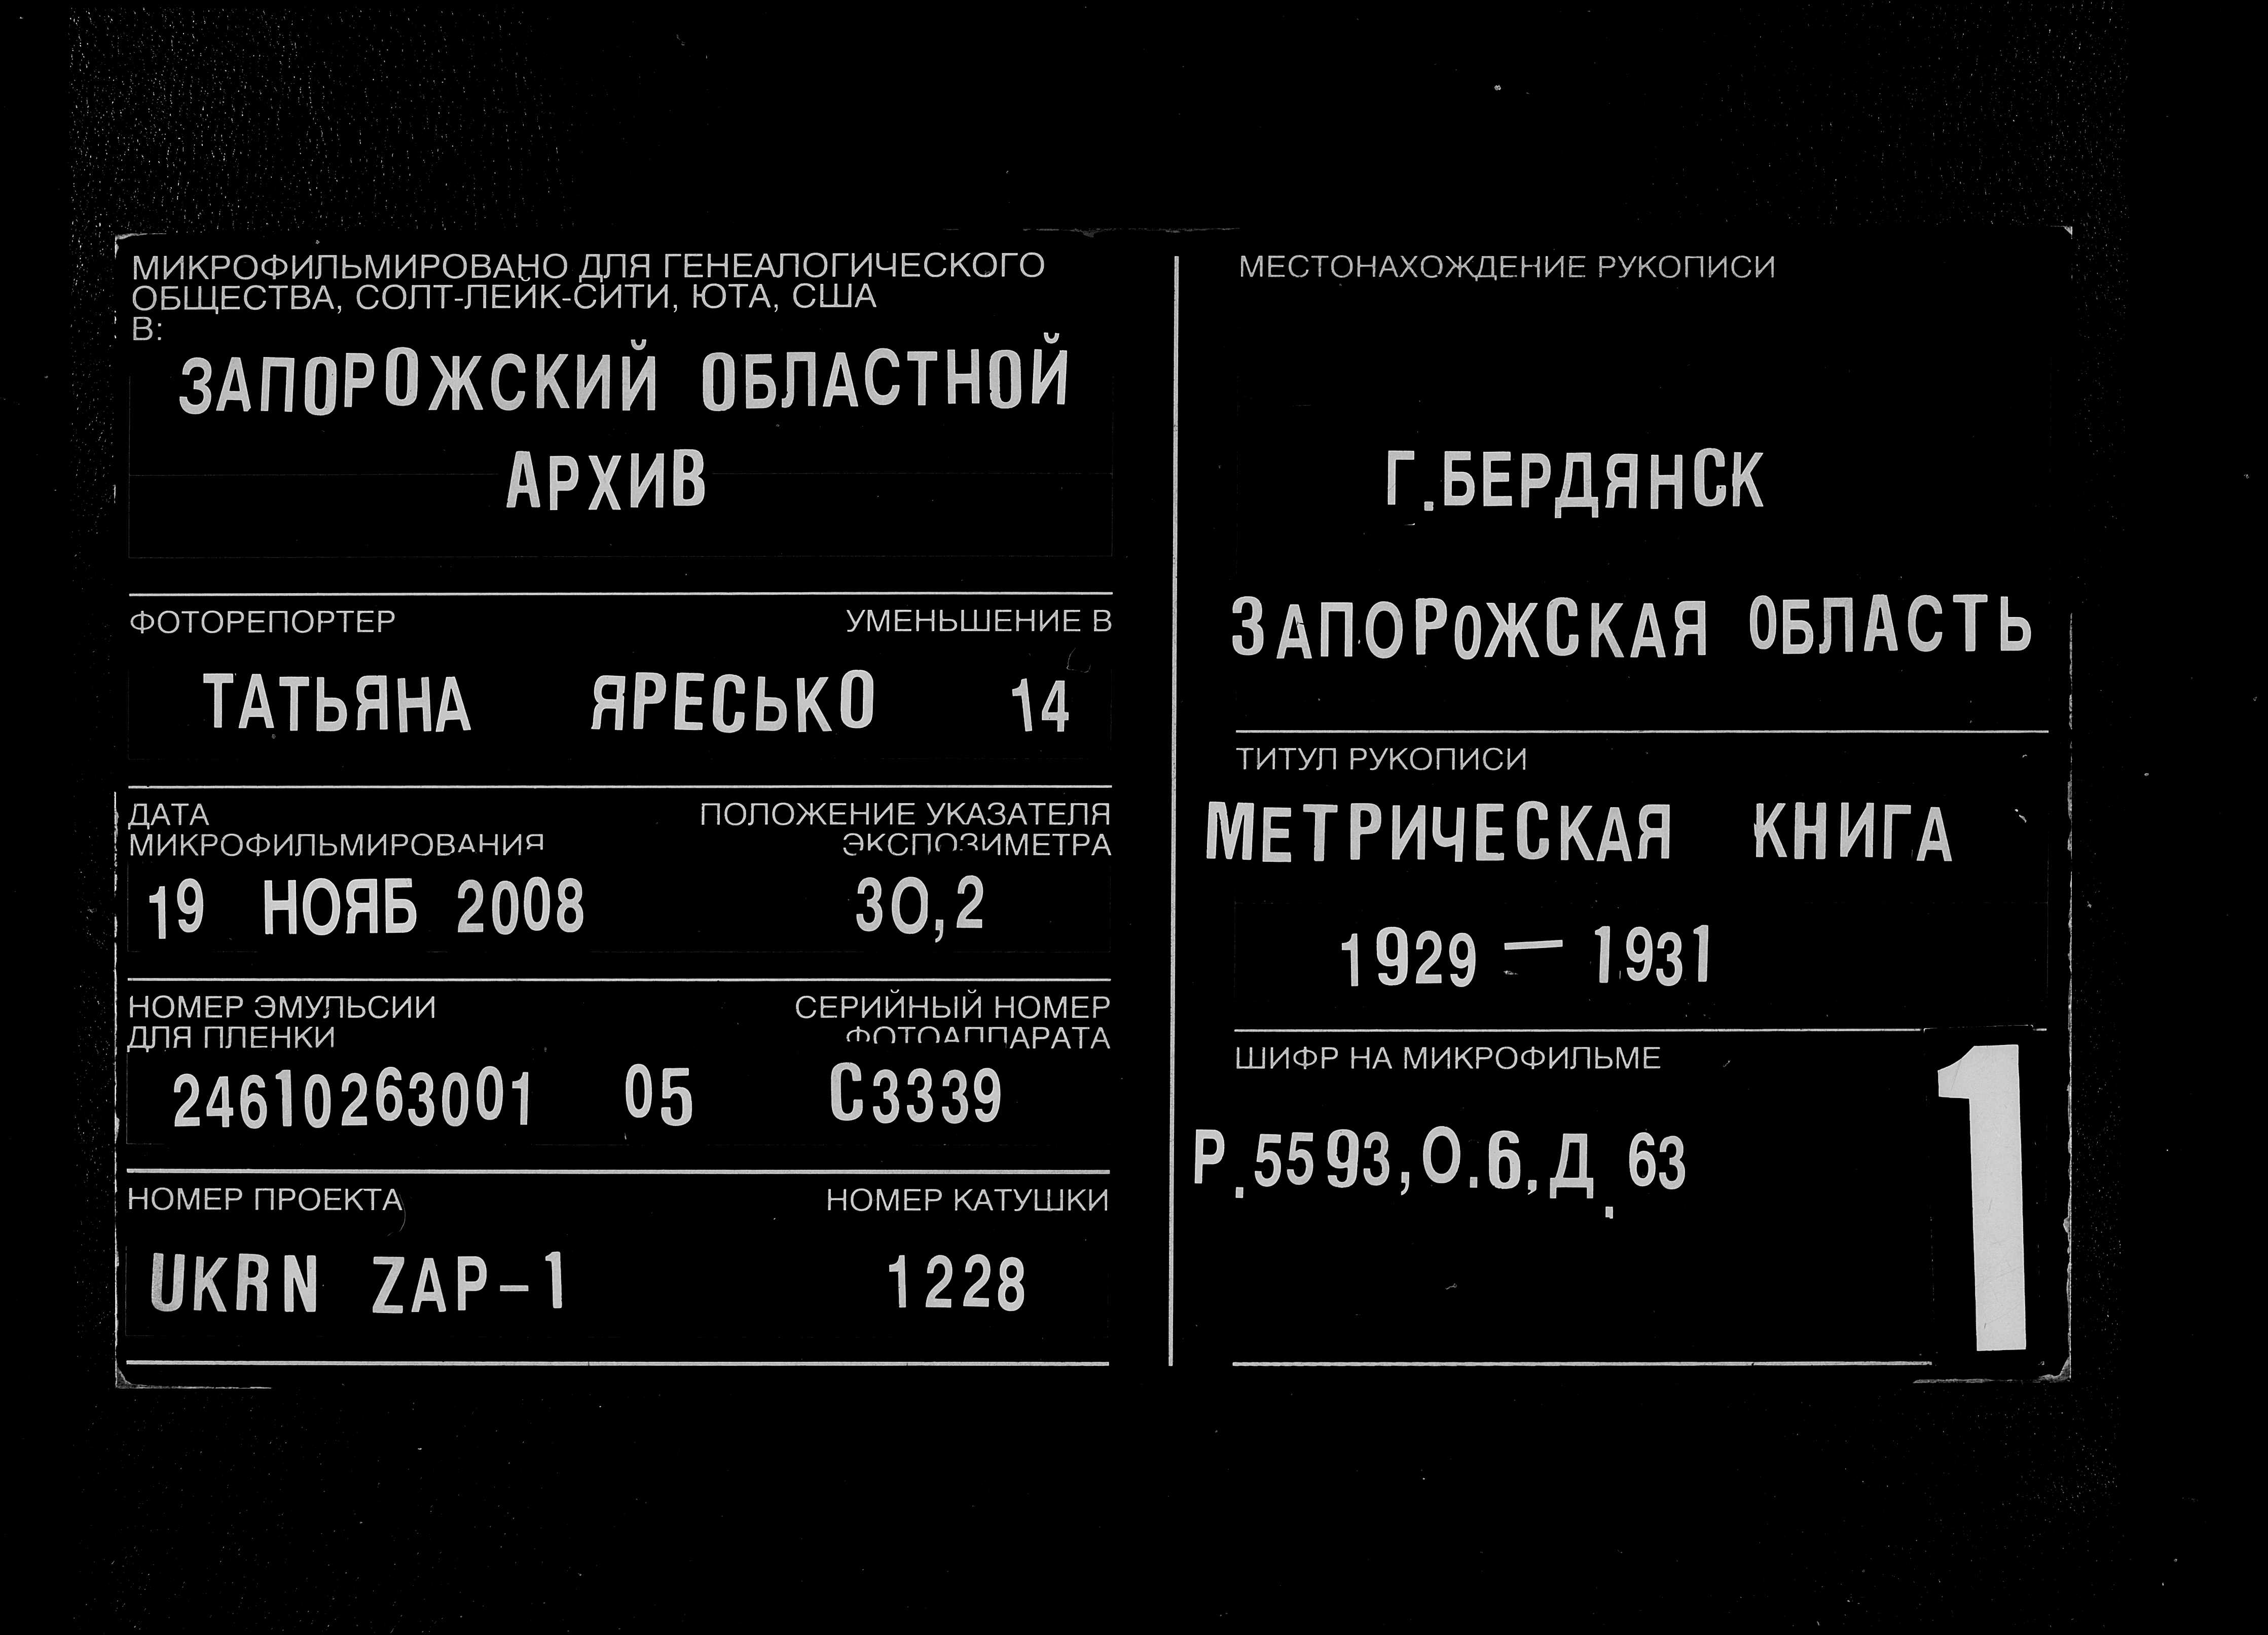 МИКРОФИЛЬМИРОВАНО ДЛЯ ГЕНЕАЛОГИЧЕСКОГО
ОБЩЕСТВА, СОЛТ-ЛЕЙК-СИТИ, ЮТА, США
В:
ЗАПОРОЖСКИЙ ОБЛАСТНОЙ
АРХИВ
ФОТОРЕПОРТЕР УМЕНЬШЕНИЕ В
ТАТЬЯНА ЯРЕСЬКО 14
ДАТА ПОЛОЖЕНИЕ УКАЗАТЕЛЯ
МИКРОФИЛЬМИРОВАНИЯ ЭКСПОЗИМЕТРА
19 НОЯБ 2008 30,2
НОМЕР ЭМУЛЬСИИ СЕРИЙНЫЙ НОМЕР
ДЛЯ ПЛЕНКИ ФОТОАППАРАТА
24610263001 05 С3339
НОМЕР ПРОЕКТА НОМЕР КАТУШКИ
UKRN ZAP-1 1228
МЕСТОНАХОЖДЕНИЕ РУКОПИСИ
Г.БЕРДЯНСК
ЗАПОРОЖСКАЯ ОБЛАСТЬ
ТИТУЛ РУКОПИСИ
МЕТРИЧЕСКАЯ КНИГА
1929 — 1931
ШИФР НА МИКРОФИЛЬМЕ
Р.5593,О.6,Д.63
1